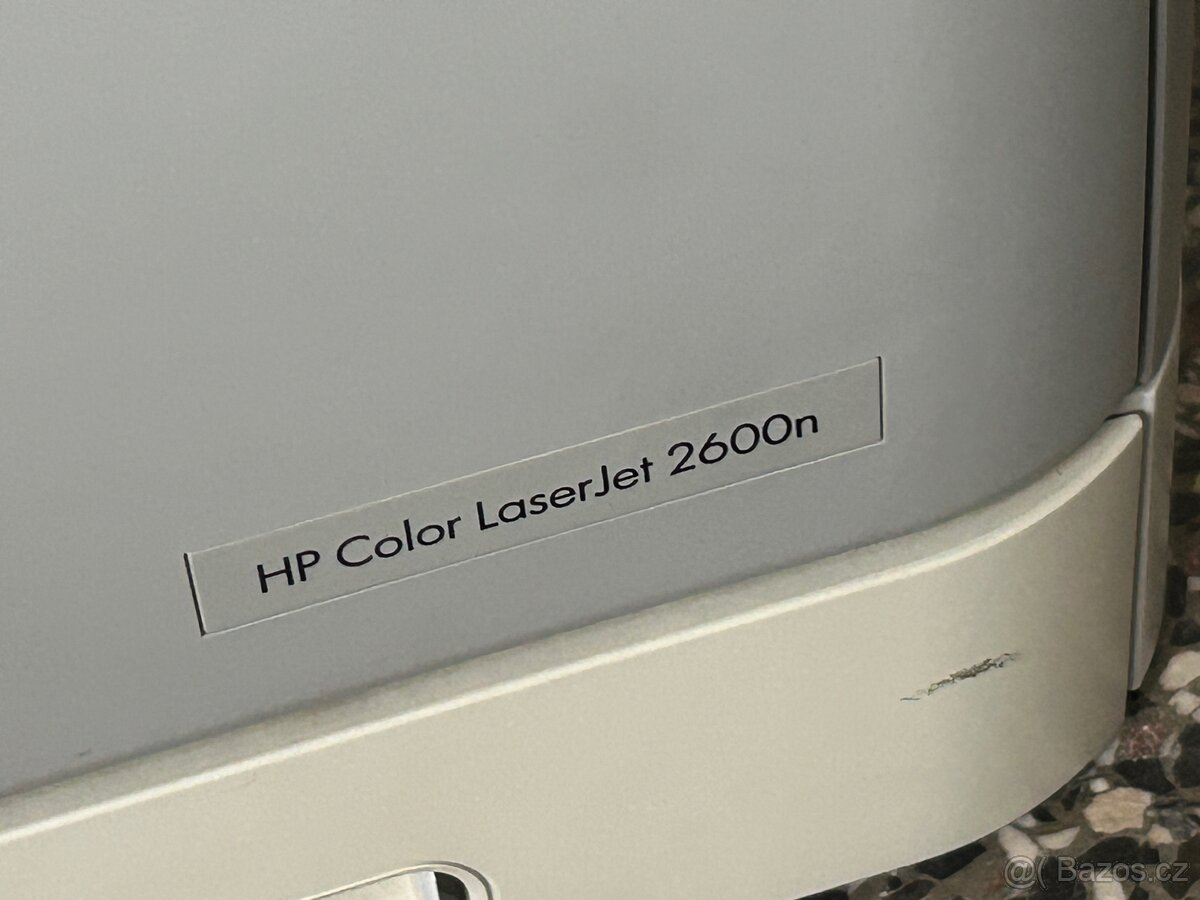 HP Color LaserJet 2600n
@( Bazos.cz